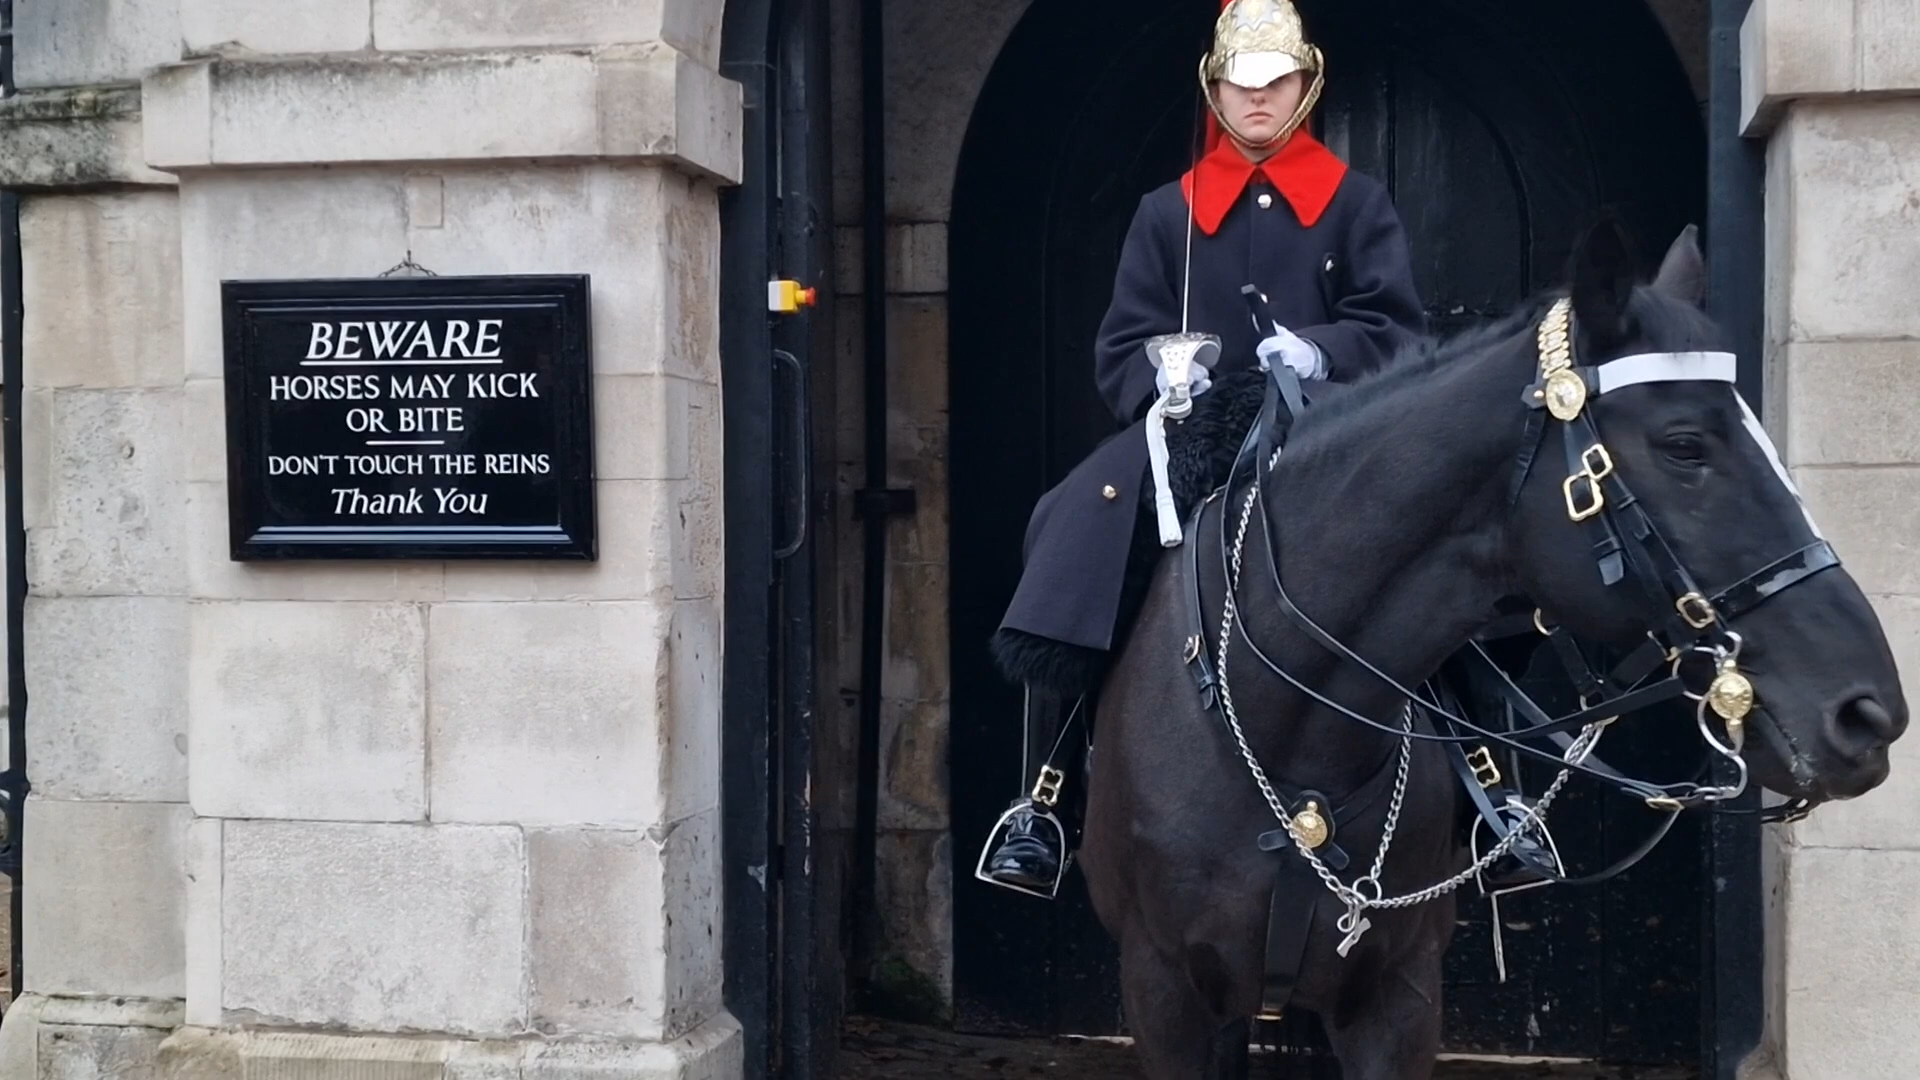 BEWARE
HORSES MAY KICK
OR BITE
DON'T TOUCH THE REINS
Thank You